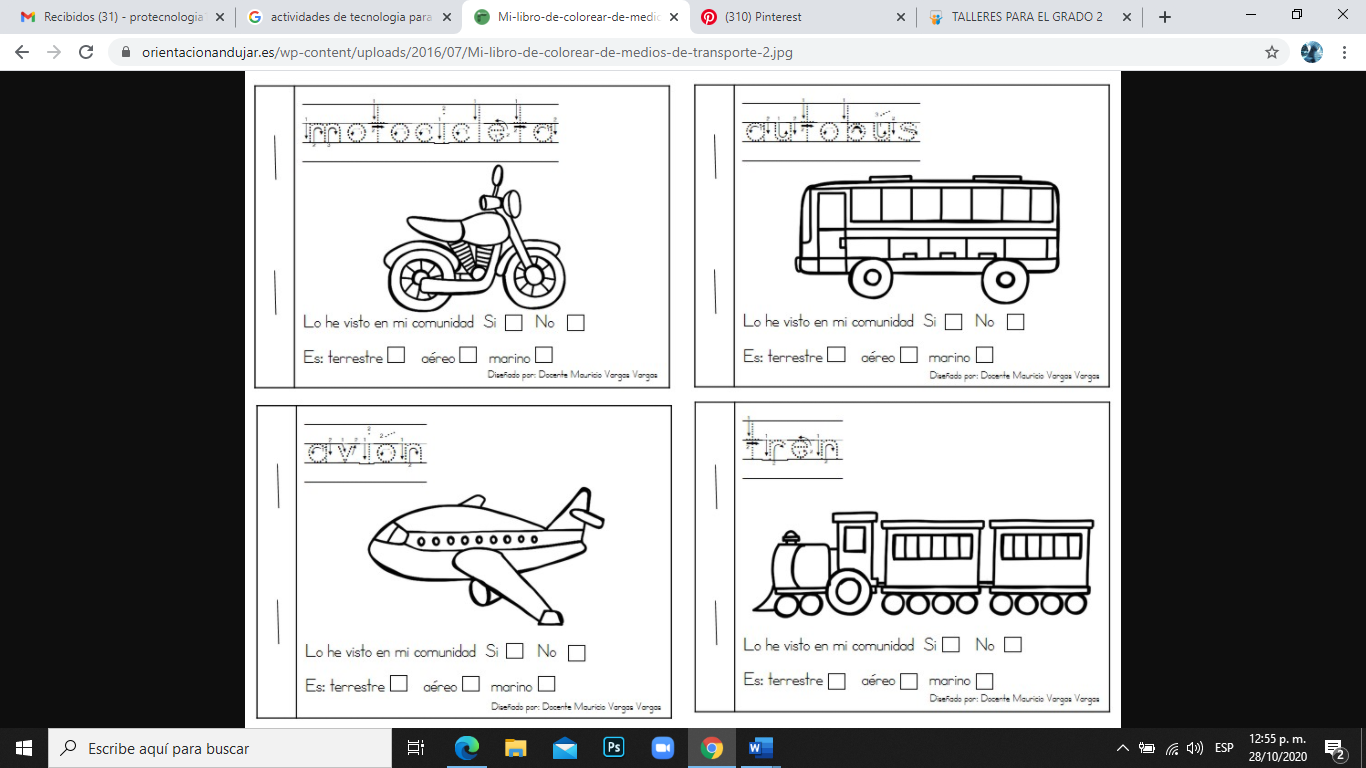 Recibidos (31) - protecnologia
actividades de tecnologia para
Mi-libro-de-colorear-de-medic
(310) Pinterest
TALLERES PARA EL GRADO 2
orientacionandujar.es/wp-content/uploads/2016/07/Mi-libro-de-colorear-de-medios-de-transporte-2.jpg
motocicleta
Lo he visto en mi comunidad Si No
Es: terrestre aéreo marino
Diseñado por: Docente Mauricio Vargas Vargas
autobús
Lo he visto en mi comunidad Si No
Es: terrestre aéreo marino
Diseñado por: Docente Mauricio Vargas Vargas
avión
Lo he visto en mi comunidad Si No
Es: terrestre aéreo marino
Diseñado por: Docente Mauricio Vargas Vargas
tren
Lo he visto en mi comunidad Si No
Es: terrestre aéreo marino
Diseñado por: Docente Mauricio Vargas Vargas
Escribe aquí para buscar
Ps
W
ESP
12:55 p. m.
28/10/2020
2